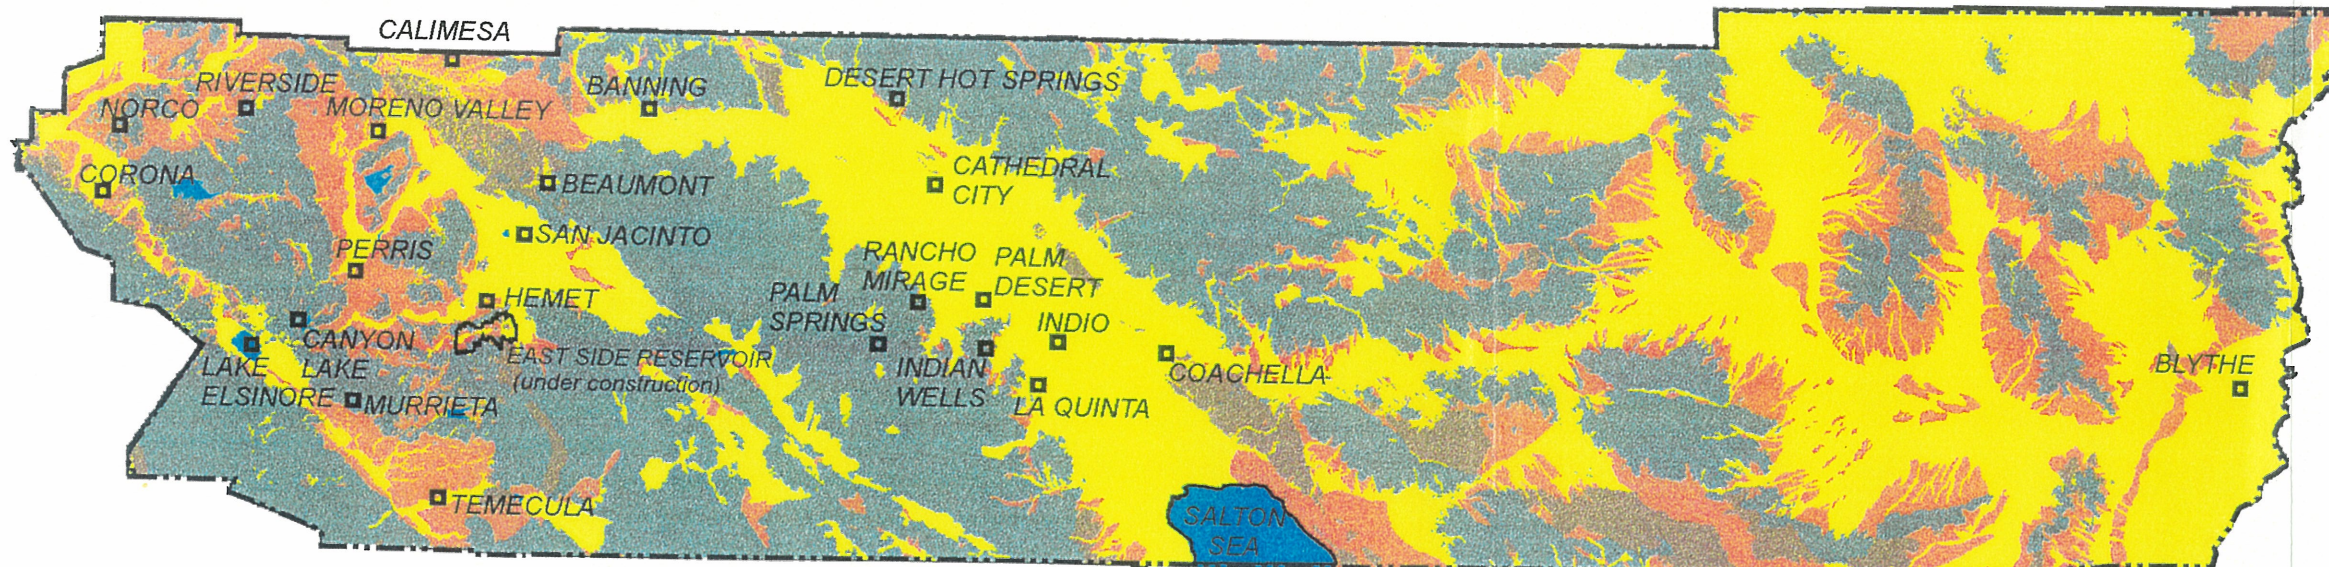 CALIMESA
RIVERSIDE
NORCO
MORENO VALLEY
BANNING
DESERT HOT SPRINGS
CORONA
BEAUMONT
CATHEDRAL
CITY
SAN JACINTO
PERRIS
RANCHO
MIRAGE
PALM
DESERT
HEMET
PALM
SPRINGS
INDIO
CANYON
LAKE
LAKE
ELSINORE
EAST SIDE RESERVOIR
(under construction)
INDIAN
WELLS
COACHELLA
BLYTHE
MURRIETA
LA QUINTA
TEMECULA
SALTON
SEA